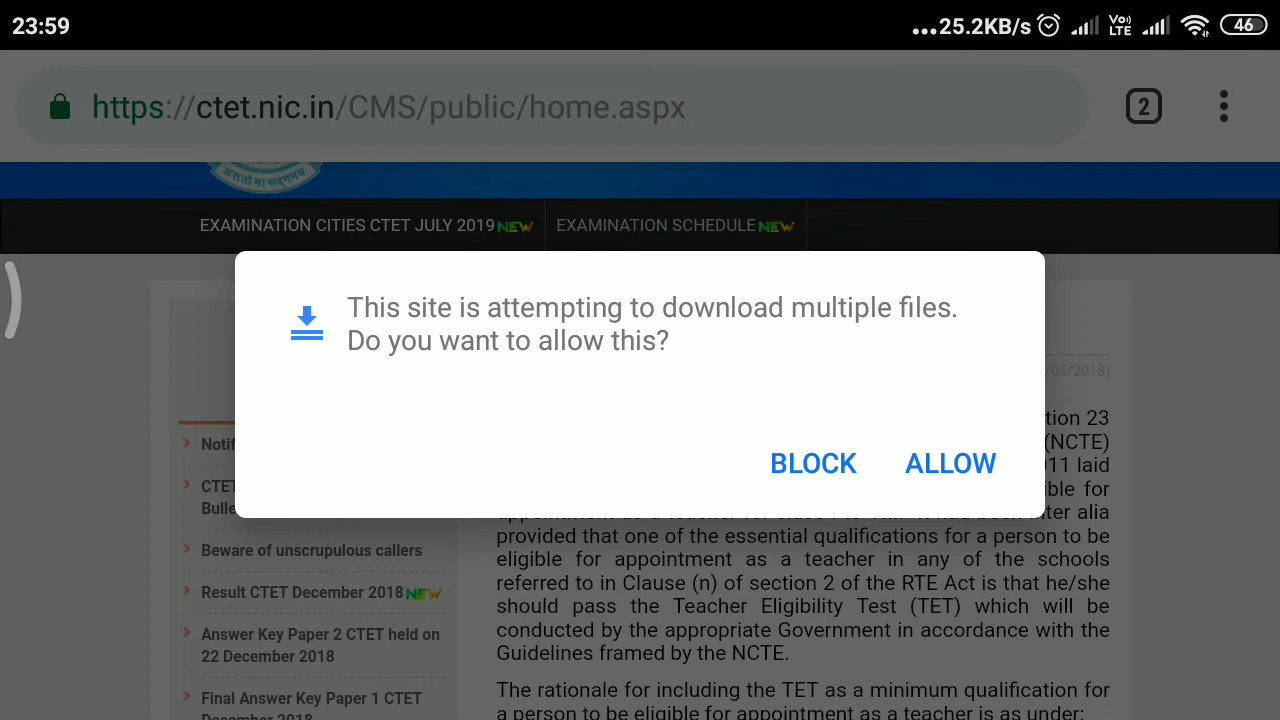 23:59
...25.2KB/s
Vo))
LTE
46
https://ctet.nic.in/CMS/public/home.aspx
2
असतो मा सद्गमय
EXAMINATION CITIES CTET JULY 2019 NEW
EXAMINATION SCHEDULE NEW
This site is attempting to download multiple files.
Do you want to allow this?
BLOCK
ALLOW
/06/2018)
Notif
CTET
Bulle
Beware of unscrupulous callers
Result CTET December 2018 NEW
Answer Key Paper 2 CTET held on
22 December 2018
Final Answer Key Paper 1 CTET
December 2018
tion 23
(NCTE)
011 laid
ible for
ter alia
provided that one of the essential qualifications for a person to be
eligible for appointment as a teacher in any of the schools
referred to in Clause (n) of section 2 of the RTE Act is that he/she
should pass the Teacher Eligibility Test (TET) which will be
conducted by the appropriate Government in accordance with the
Guidelines framed by the NCTE.
The rationale for including the TET as a minimum qualification for
a person to be eligible for appointment as a teacher is as under: